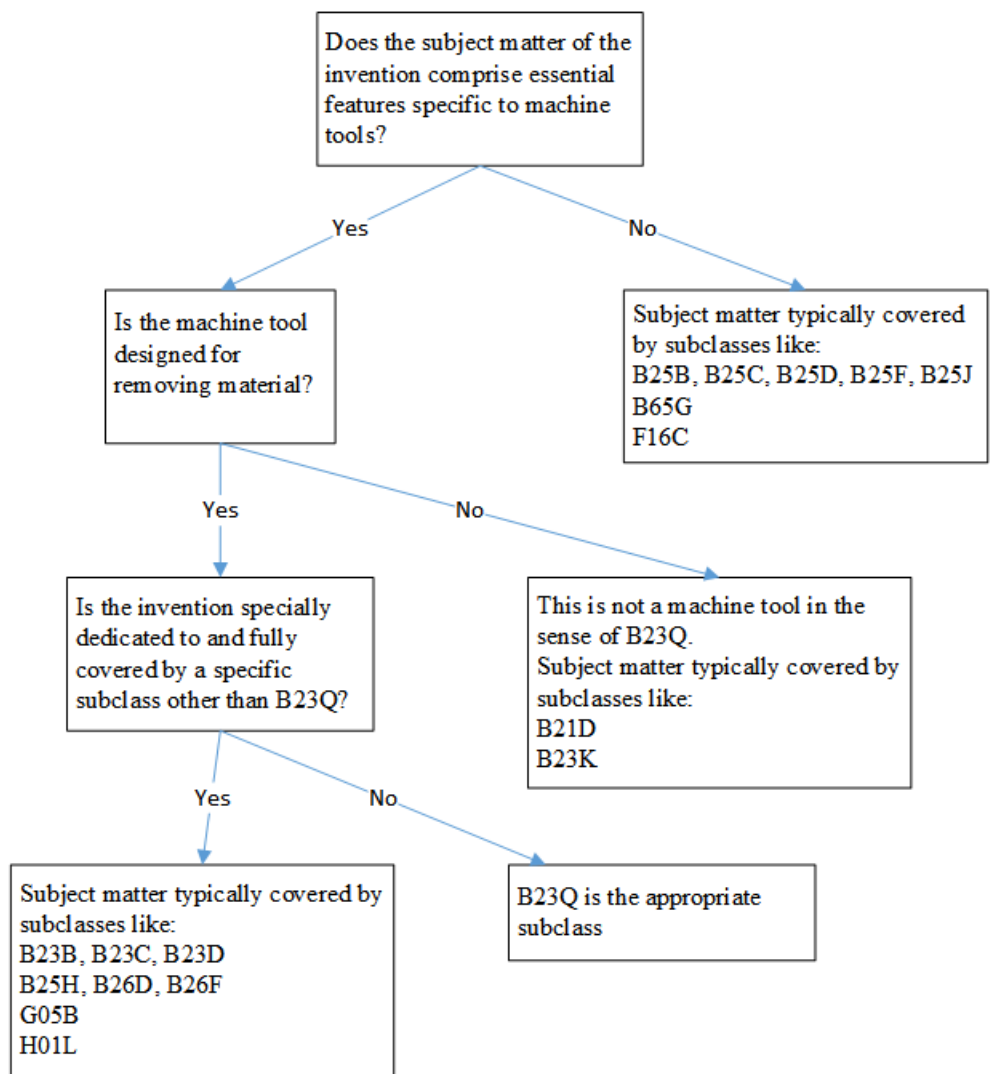 Does the subject matter of the
invention comprise essential
features specific to machine
tools?
Yes
No
Is the machine tool
designed for
removing material?
Subject matter typically covered
by subclasses like:
B25B, B25C, B25D, B25F, B25J
B65G
F16C
Yes
No
Is the invention specially
dedicated to and fully
covered by a specific
subclass other than B23Q?
This is not a machine tool in the
sense of B23Q.
Subject matter typically covered by
subclasses like:
B21D
B23K
Yes
No
Subject matter typically covered by
subclasses like:
B23B, B23C, B23D
B25H, B26D, B26F
G05B
H01L
B23Q is the appropriate
subclass